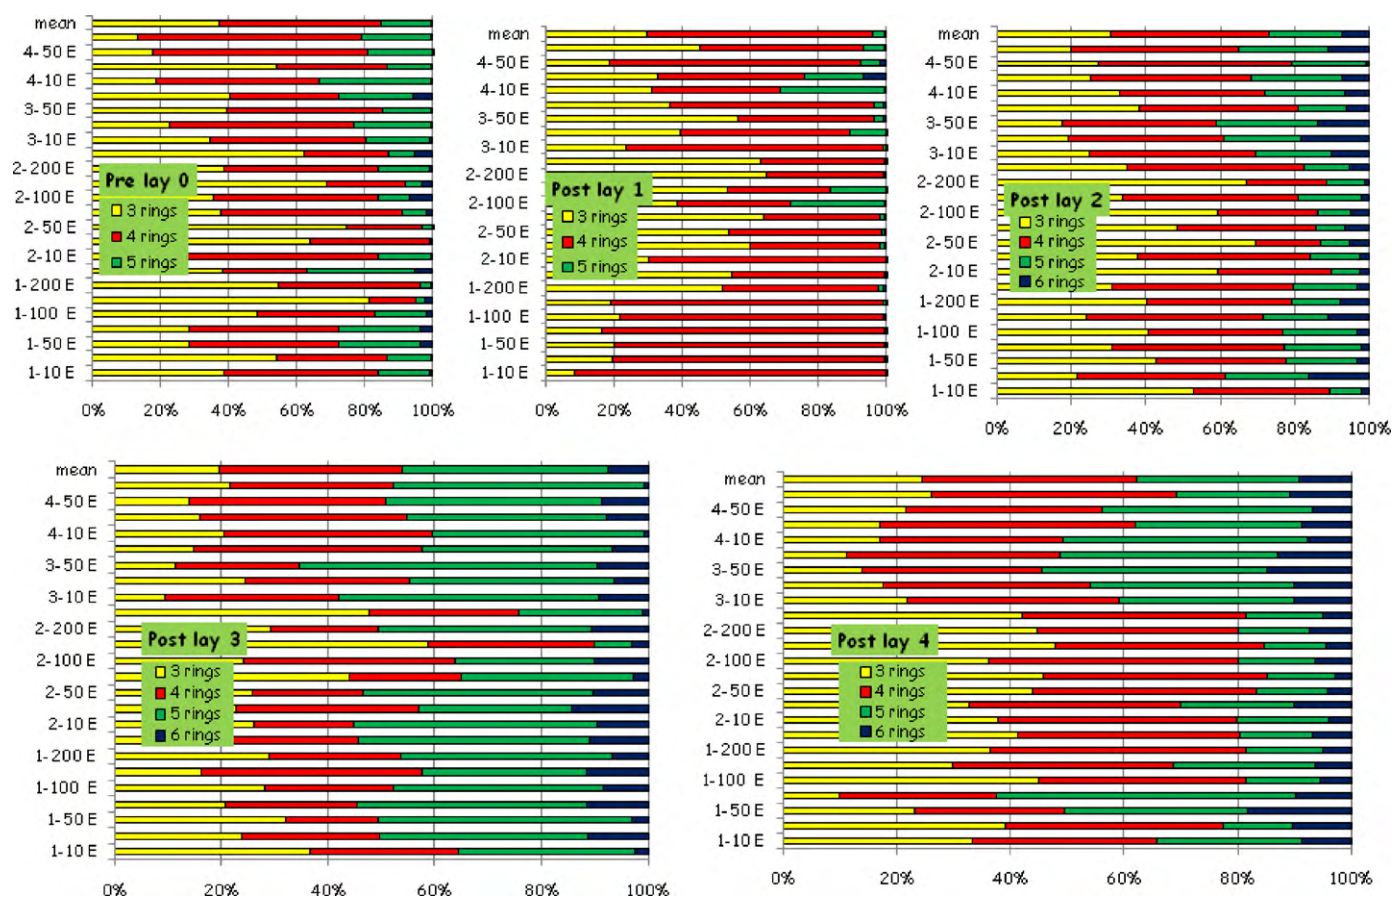 mean
4-50 E
4-10 E
3-50 E
3-10 E
2-200 E
2-100 E
2-50 E
2-10 E
1-200 E
1-100 E
1-50 E
1-10 E
0% 20% 40% 60% 80% 100%
Pre lay 0
3 rings
4 rings
5 rings
mean
4-50 E
4-10 E
3-50 E
3-10 E
2-200 E
2-100 E
2-50 E
2-10 E
1-200 E
1-100 E
1-50 E
1-10 E
0% 20% 40% 60% 80% 100%
Post lay 1
3 rings
4 rings
5 rings
mean
4-50 E
4-10 E
3-50 E
3-10 E
2-200 E
2-100 E
2-50 E
2-10 E
1-200 E
1-100 E
1-50 E
1-10 E
0% 20% 40% 60% 80% 100%
Post lay 2
3 rings
4 rings
5 rings
6 rings
mean
4-50 E
4-10 E
3-50 E
3-10 E
2-200 E
2-100 E
2-50 E
2-10 E
1-200 E
1-100 E
1-50 E
1-10 E
0% 20% 40% 60% 80% 100%
Post lay 3
3 rings
4 rings
5 rings
6 rings
mean
4-50 E
4-10 E
3-50 E
3-10 E
2-200 E
2-100 E
2-50 E
2-10 E
1-200 E
1-100 E
1-50 E
1-10 E
0% 20% 40% 60% 80% 100%
Post lay 4
3 rings
4 rings
5 rings
6 rings